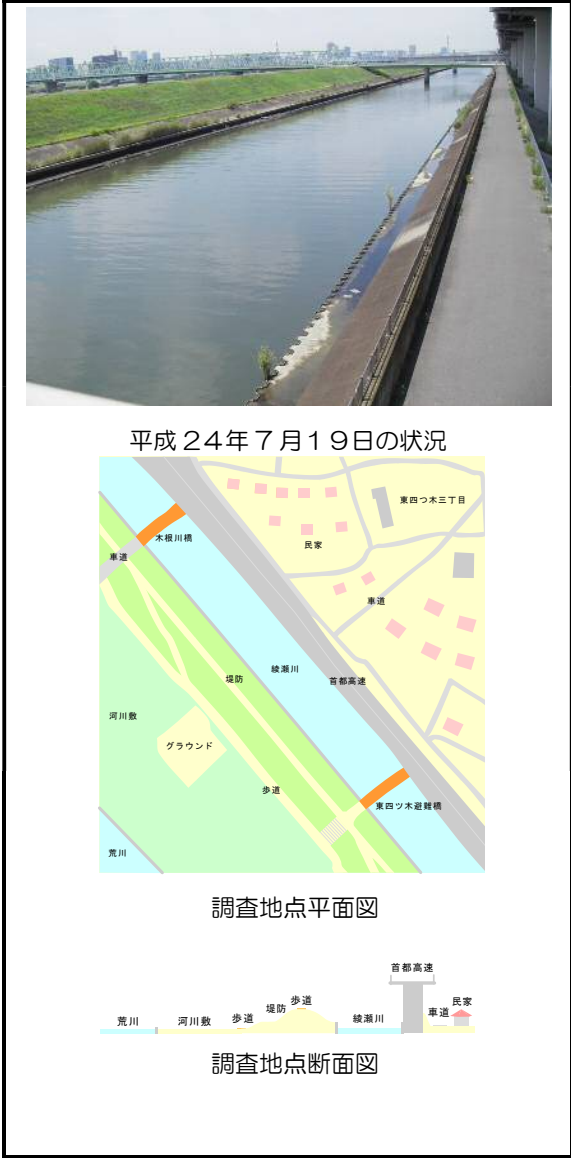 平成24年7月19日の状況
東四つ木三丁目
木根川橋
民家
車道
車道
綾瀬川
首都高速
堤防
河川敷
グラウンド
歩道
東四ツ木避難橋
荒川
調査地点平面図
首都高速
荒川
河川敷
歩道
堤防
歩道
綾瀬川
車道
民家
調査地点断面図